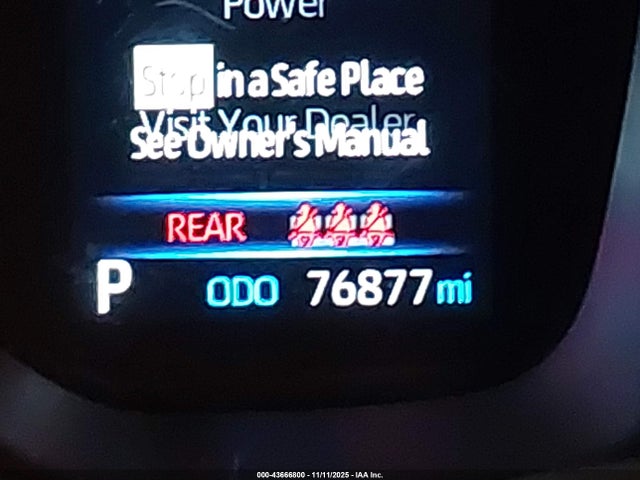 Power
Stop in a Safe Place
Visit Your Dealer
See Owner's Manual
REAR
P ODO 76877 mi
000-43666800 - 11/11/2025 - IAA Inc.